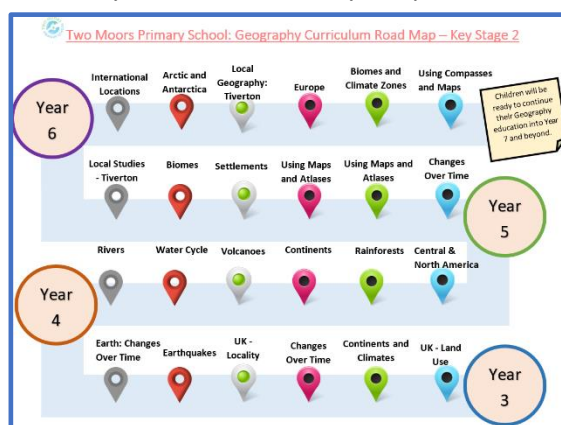 Two Moors Primary School: Geography Curriculum Road Map – Key Stage 2
International
Locations
Arctic and
Antarctica
Local
Geography:
Tiverton
Europe
Biomes and
Climate Zones
Using Compasses
and Maps
Year
6
Children will be
ready to continue
their Geography
education into Year
7 and beyond.
Local Studies
- Tiverton
Biomes
Settlements
Using Maps
and Atlases
Using Maps and
Atlases
Changes
Over Time
Year
5
Rivers
Water Cycle
Volcanoes
Continents
Rainforests
Central &
North America
Year
4
Earth: Changes
Over Time
Earthquakes
UK -
Locality
Changes
Over Time
Continents and
Climates
UK - Land
Use
Year
3